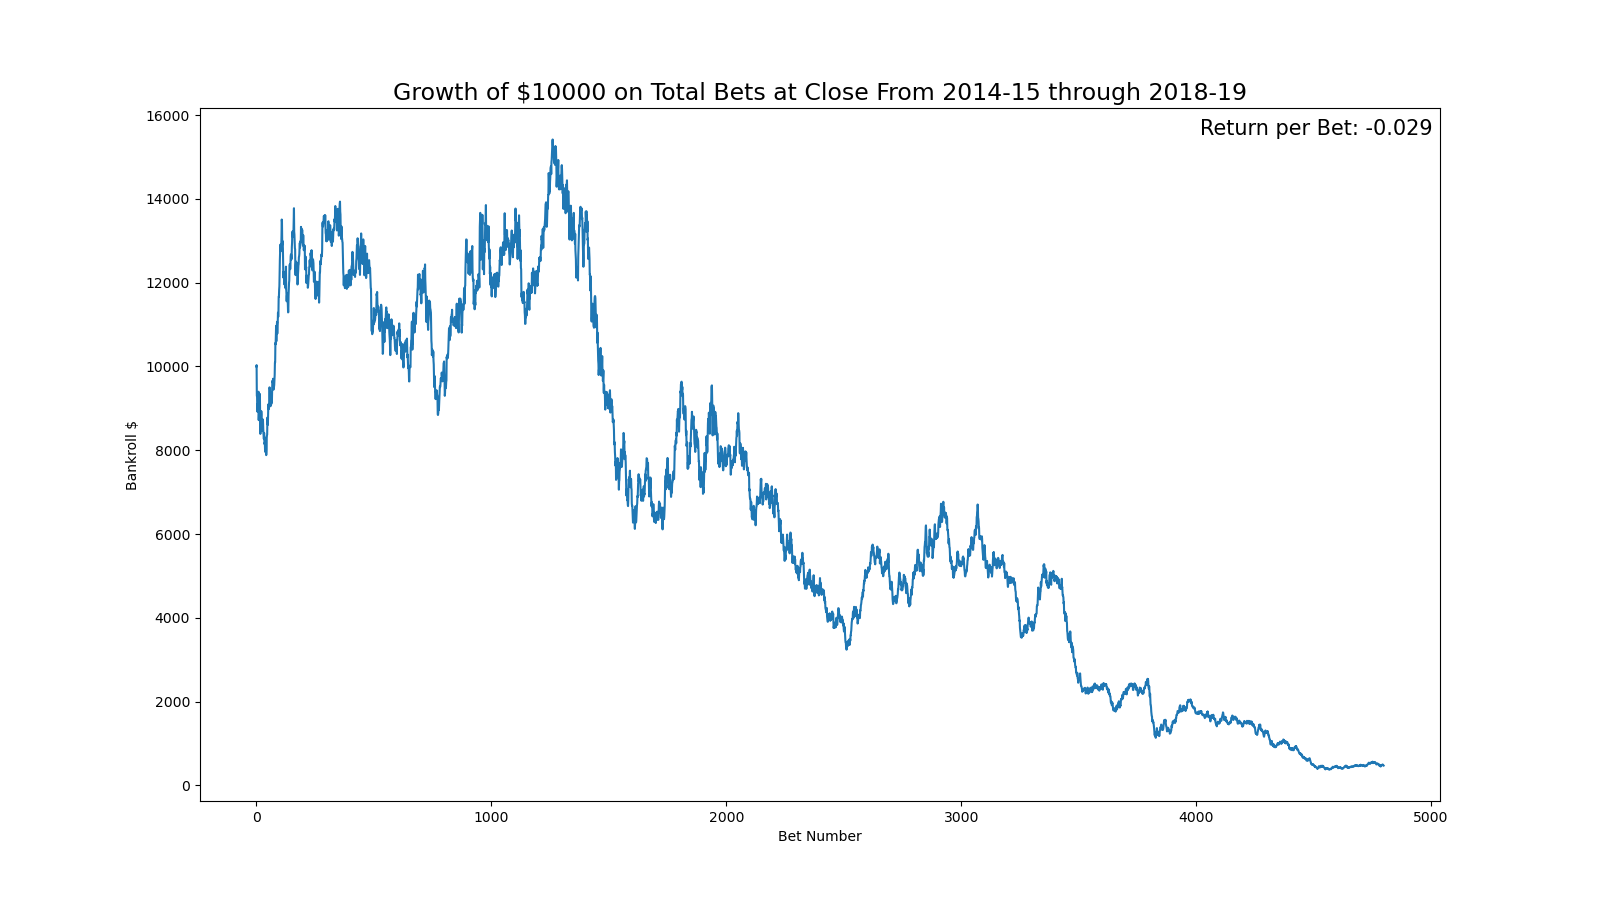 Growth of $10000 on Total Bets at Close From 2014-15 through 2018-19
Return per Bet: -0.029
16000
14000
12000
10000
8000
6000
4000
2000
0
Bankroll $
0 1000 2000 3000 4000 5000
Bet Number